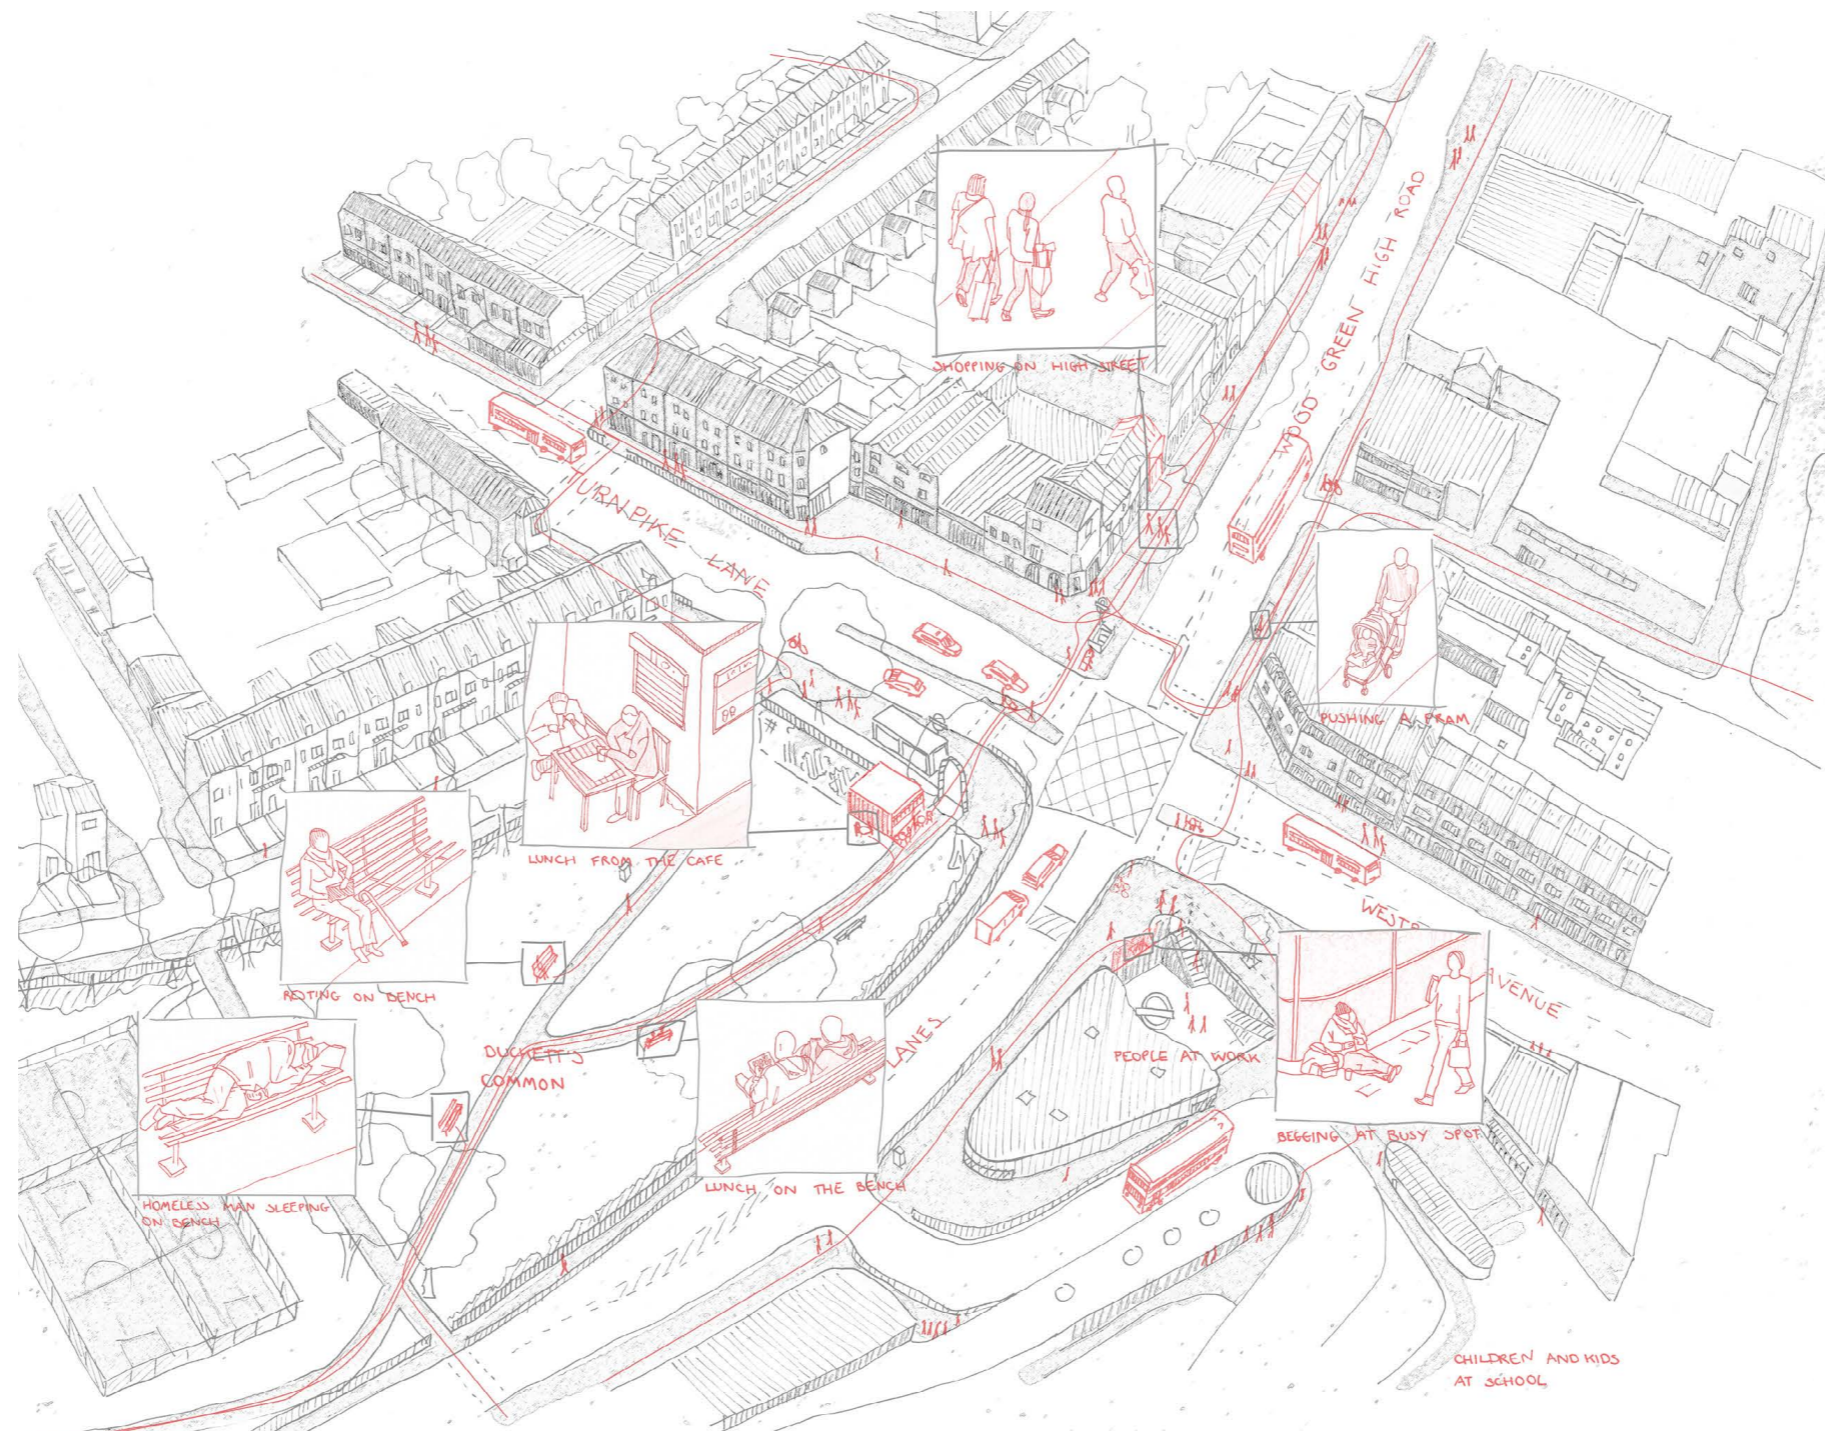 SHOPPING ON HIGH STREET
WOOD GREEN HIGH ROAD
TURNPIKE LANE
PUSHING A PRAM
LUNCH FROM THE CAFE
RESTING ON BENCH
AVENUE
LANES
DUCKETT'S
COMMON
PEOPLE AT WORK
BEGGING AT BUSY SPOT
LUNCH ON THE BENCH
HOMELESS MAN SLEEPING
ON BENCH
CHILDREN AND KIDS
AT SCHOOL